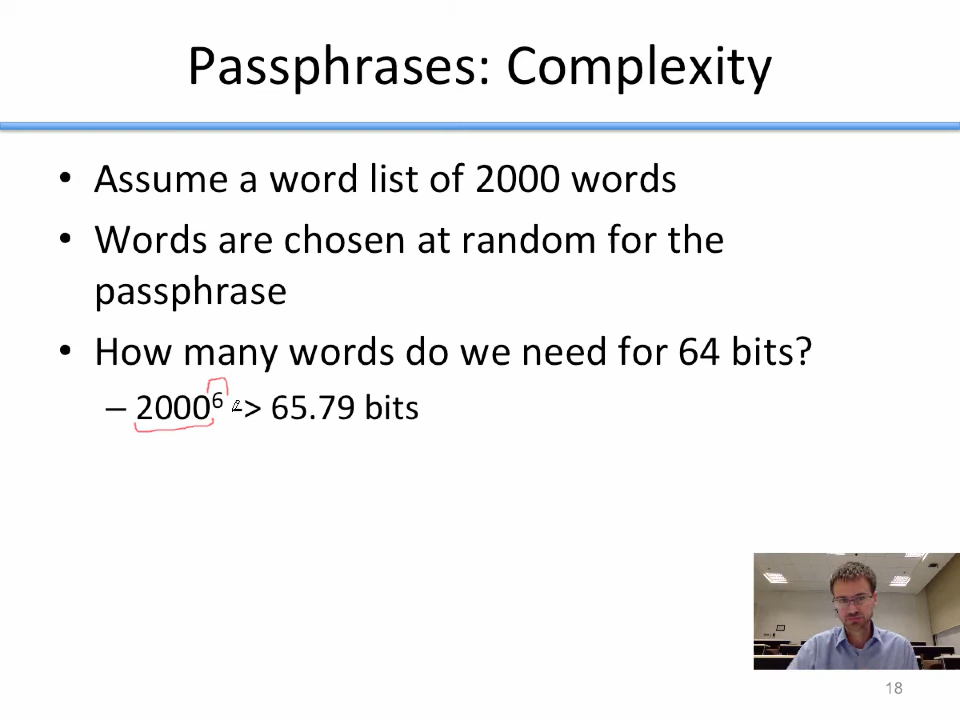 Passphrases: Complexity
• Assume a word list of 2000 words
• Words are chosen at random for the
passphrase
• How many words do we need for 64 bits?
– 2000⁶ -> 65.79 bits
18